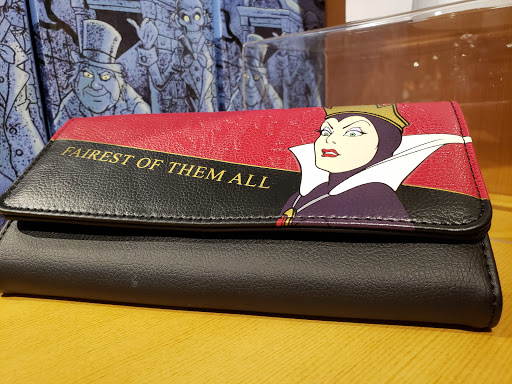 FAIREST OF THEM ALL